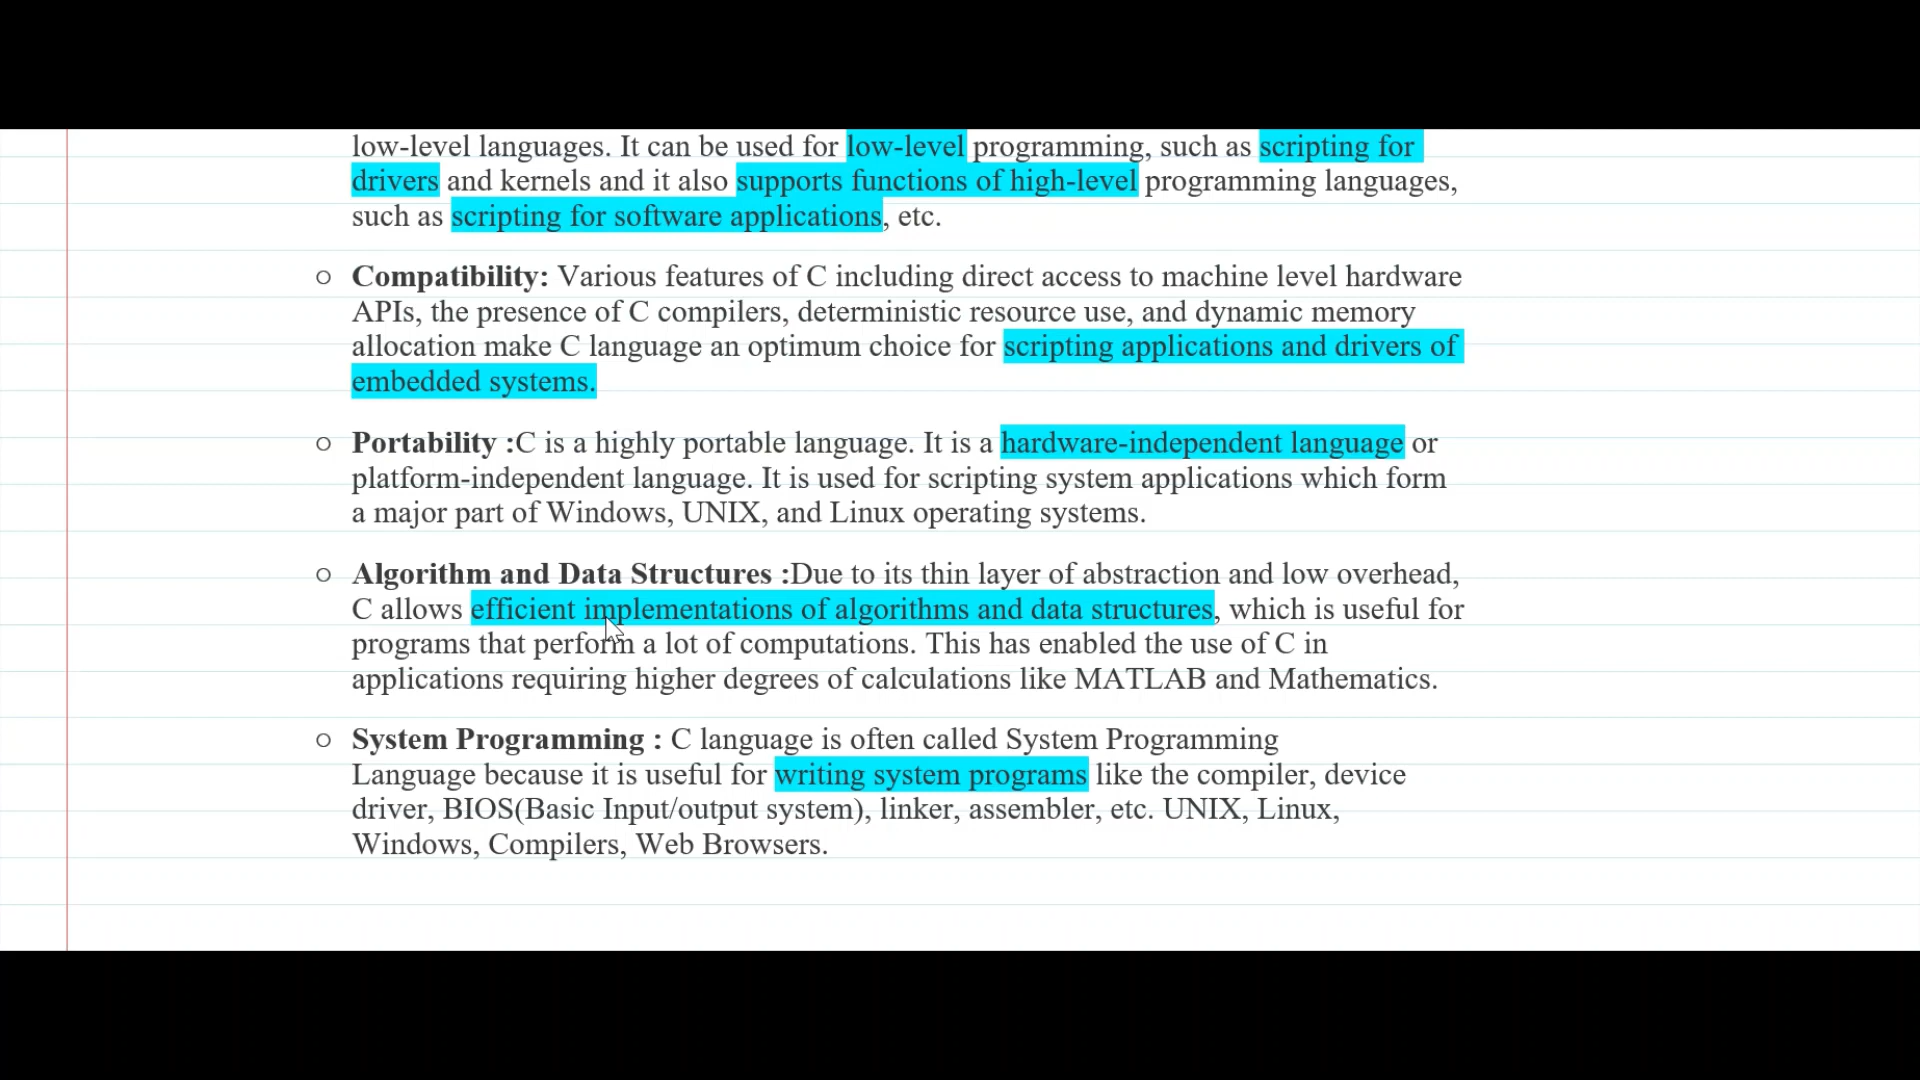 low-level languages. It can be used for low-level programming, such as scripting for
drivers and kernels and it also supports functions of high-level programming languages,
such as scripting for software applications, etc.
○ Compatibility: Various features of C including direct access to machine level hardware
APIs, the presence of C compilers, deterministic resource use, and dynamic memory
allocation make C language an optimum choice for scripting applications and drivers of
embedded systems.
○ Portability :C is a highly portable language. It is a hardware-independent language or
platform-independent language. It is used for scripting system applications which form
a major part of Windows, UNIX, and Linux operating systems.
○ Algorithm and Data Structures :Due to its thin layer of abstraction and low overhead,
C allows efficient implementations of algorithms and data structures, which is useful for
programs that perform a lot of computations. This has enabled the use of C in
applications requiring higher degrees of calculations like MATLAB and Mathematics.
○ System Programming : C language is often called System Programming
Language because it is useful for writing system programs like the compiler, device
driver, BIOS(Basic Input/output system), linker, assembler, etc. UNIX, Linux,
Windows, Compilers, Web Browsers.